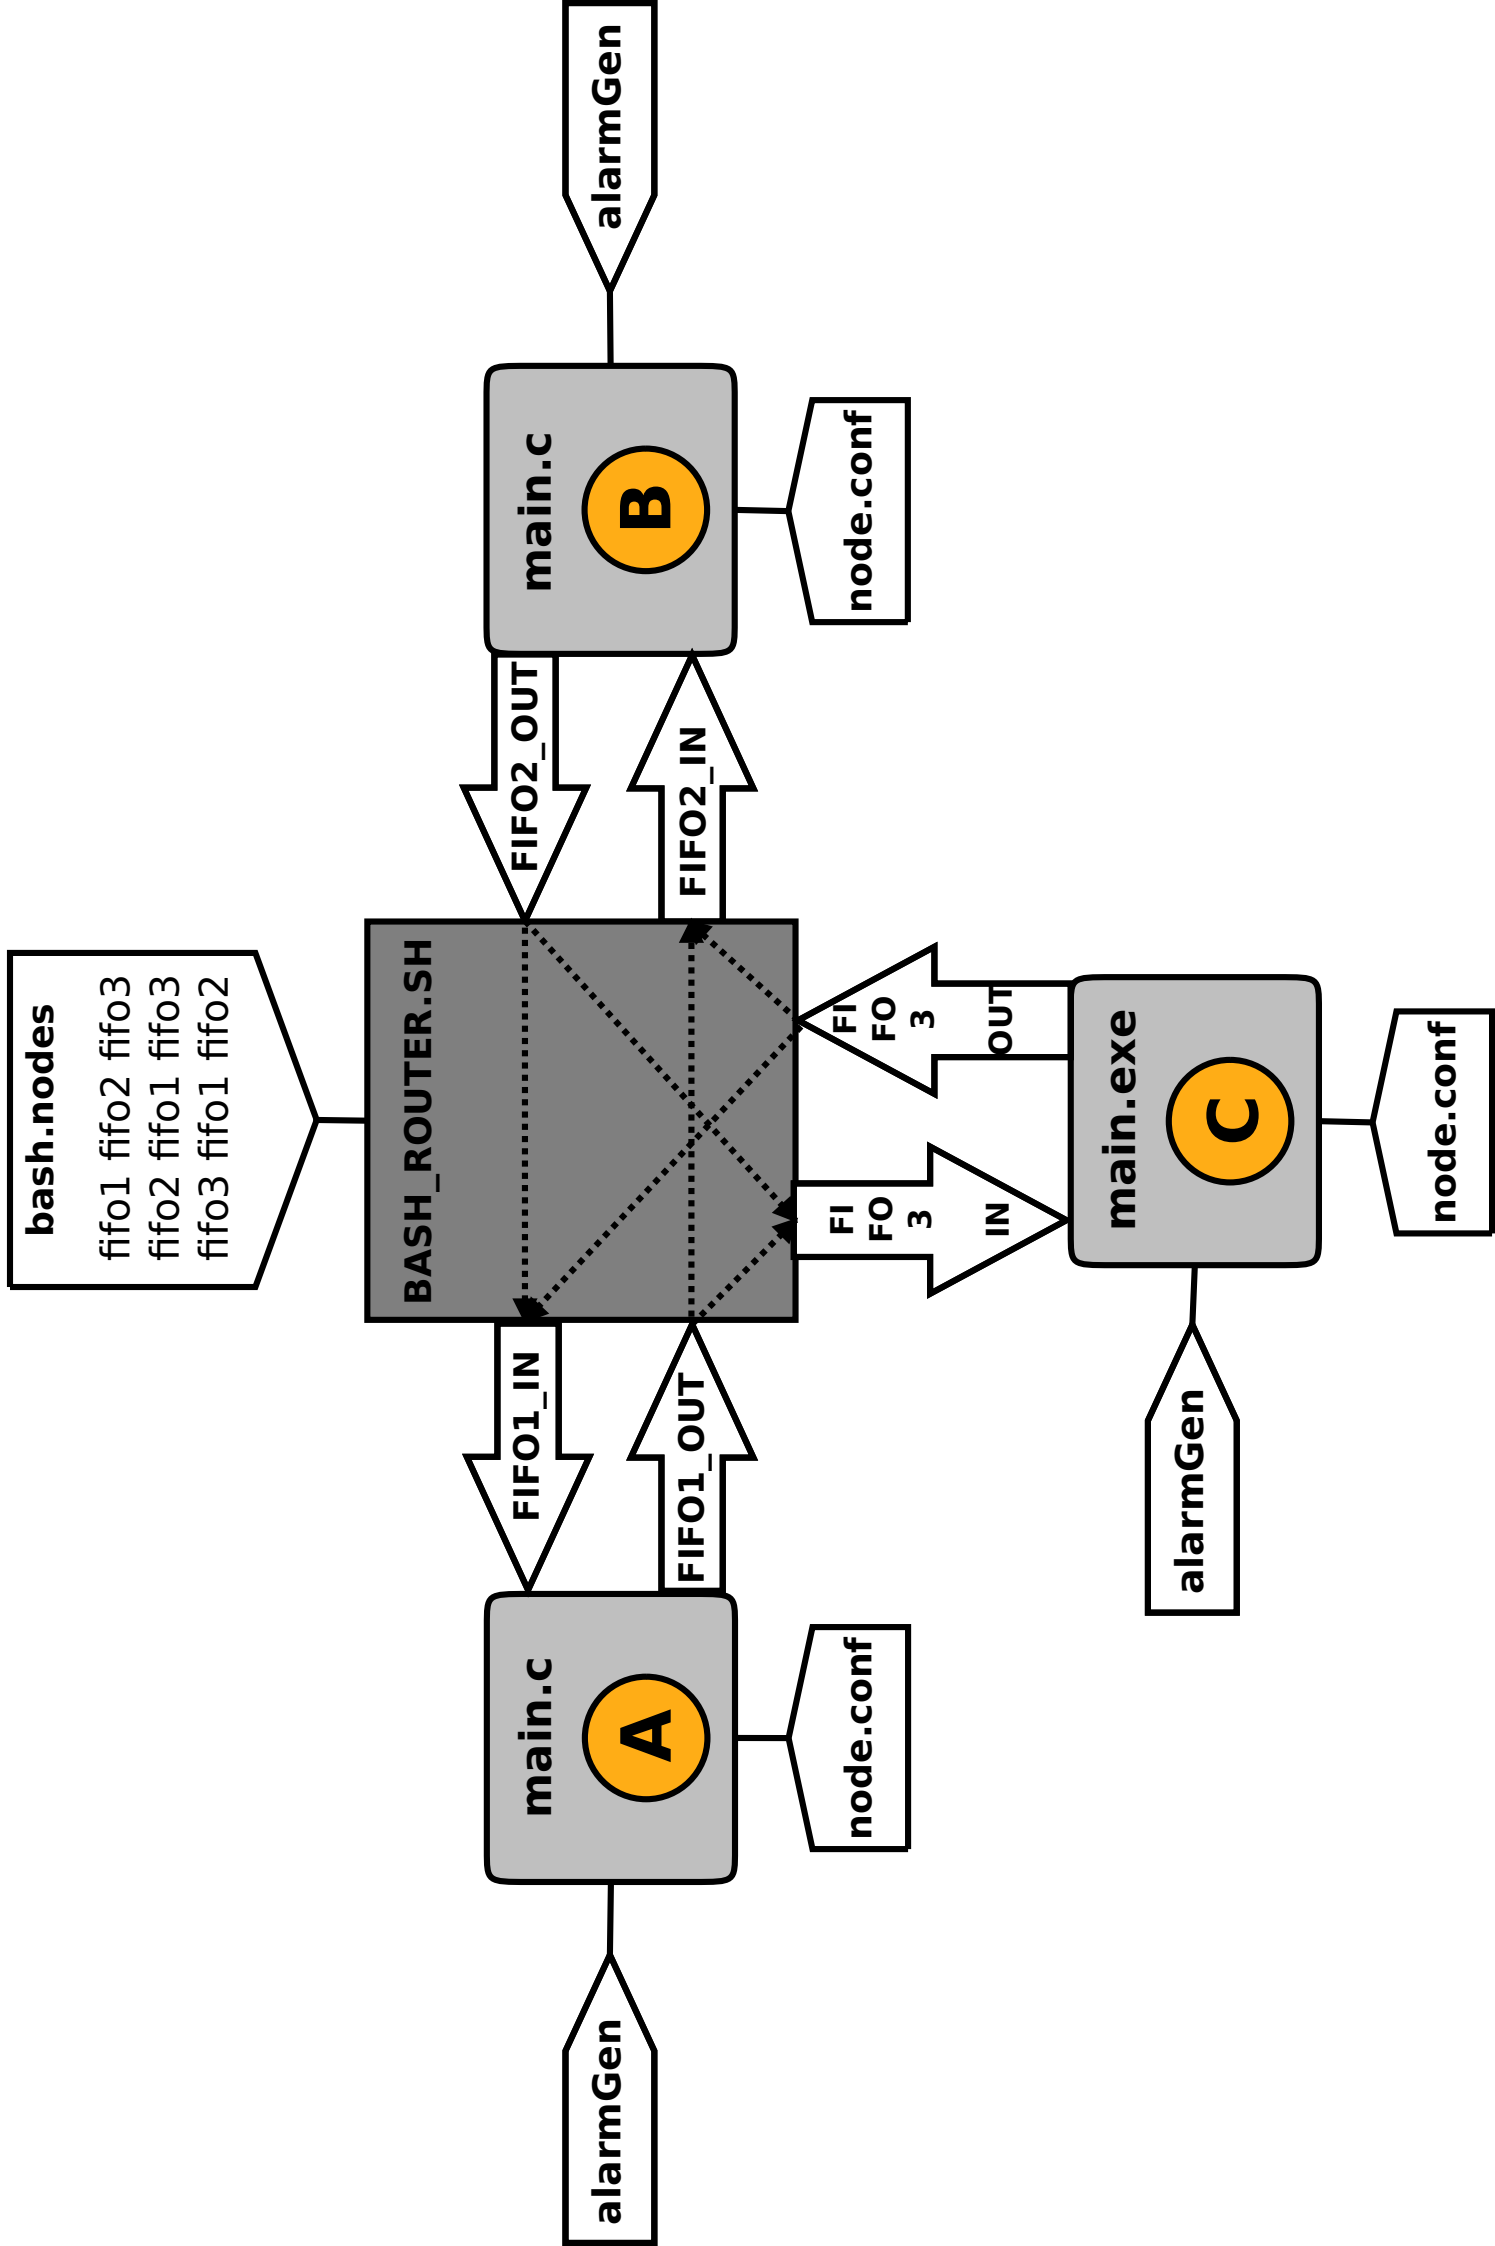 bash.nodes
fifo1 fifo2 fifo3
fifo2 fifo1 fifo3
fifo3 fifo1 fifo2
BASH_ROUTER.SH
alarmGen
main.c
A
node.conf
FIFO1_IN
FIFO1_OUT
FIFO2_OUT
FIFO2_IN
main.c
B
node.conf
alarmGen
FI
FO
3
IN
FI
FO
3
OUT
alarmGen
main.exe
C
node.conf